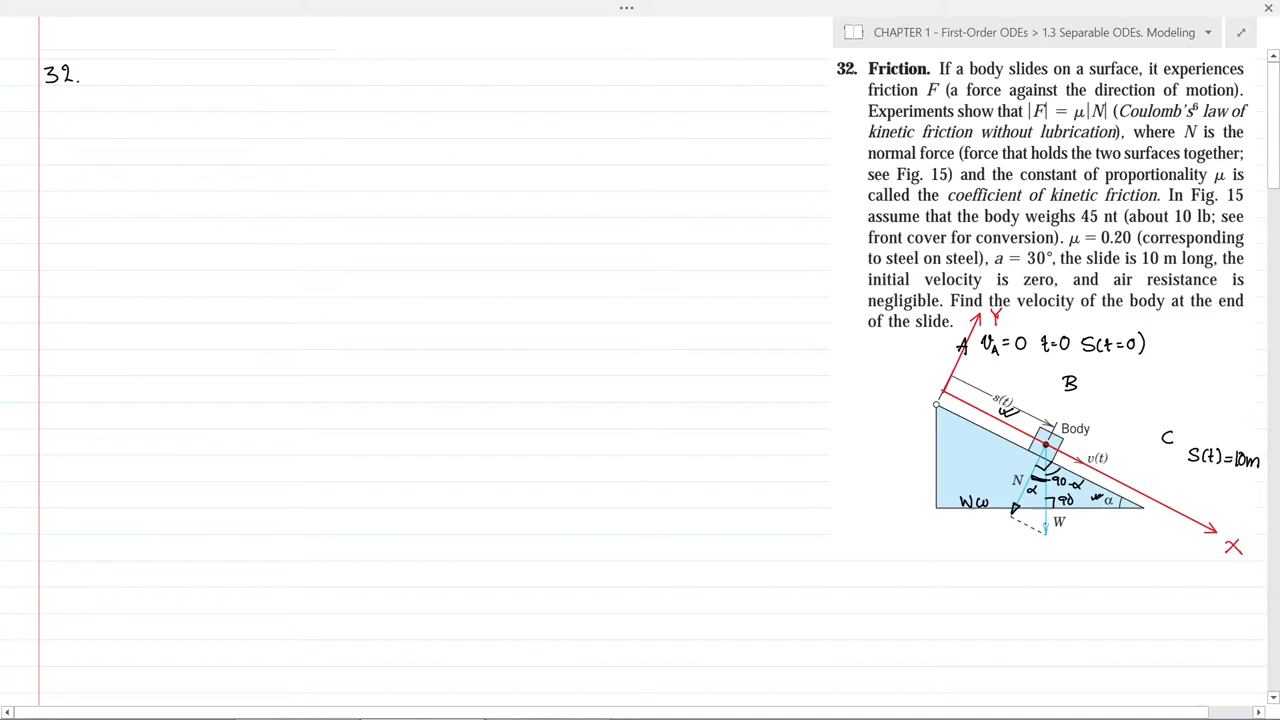 CHAPTER 1 - First-Order ODEs > 1.3 Separable ODEs. Modeling
32.
32. Friction. If a body slides on a surface, it experiences
friction F (a force against the direction of motion).
Experiments show that |F| = μ|N| (Coulomb's⁶ law of
kinetic friction without lubrication), where N is the
normal force (force that holds the two surfaces together;
see Fig. 15) and the constant of proportionality μ is
called the coefficient of kinetic friction. In Fig. 15
assume that the body weighs 45 nt (about 10 lb; see
front cover for conversion). μ = 0.20 (corresponding
to steel on steel), a = 30°, the slide is 10 m long, the
initial velocity is zero, and air resistance is
negligible. Find the velocity of the body at the end
of the slide.
Y
A v_A = 0 t=0 S(t=0)
B
s(t)
Body
C
v(t)
S(t)=10m
N
α 90-α
W 90 α
W
X